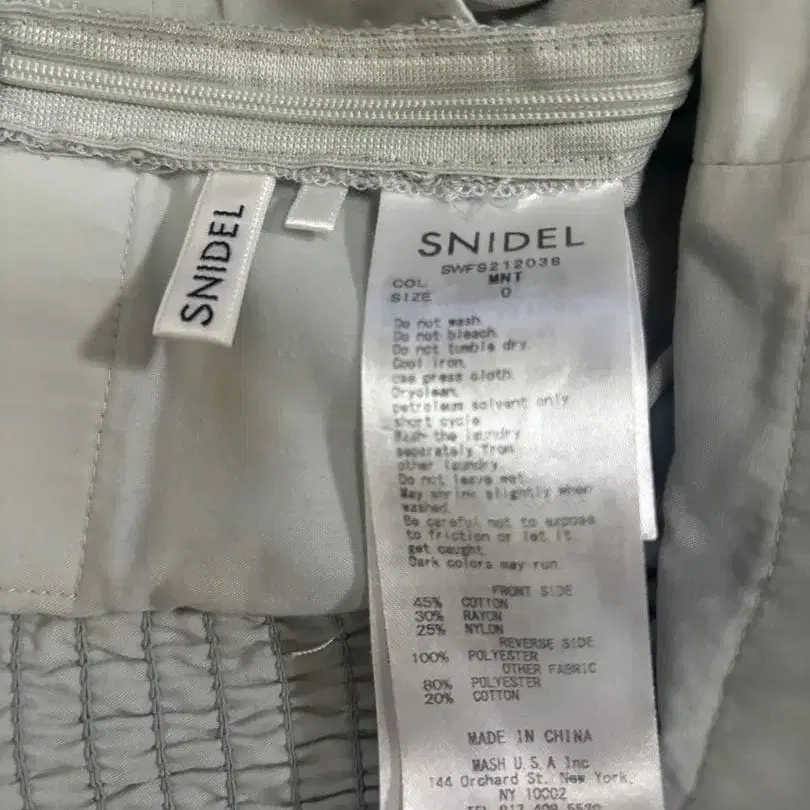 SNIDEL
SNIDEL
SWFS212038
COL MNT
SIZE 0
Do not wash.
Do not bleach.
Do not tumble dry.
Cool iron.
use press cloth.
Dryclean,
petroleum solvent only
short cycle
Wash the laundry
separately from
other laundry.
Do not leave wet.
May shrink slightly when
washed.
Be careful not to expose
to friction or let it
get caught.
Dark colors may run.
FRONT SIDE
45% COTTON
30% RAYON
25% NYLON
REVERSE SIDE
100% POLYESTER
OTHER FABRIC
80% POLYESTER
20% COTTON
MADE IN CHINA
MASH U.S.A Inc
144 Orchard St. New York,
NY 10002